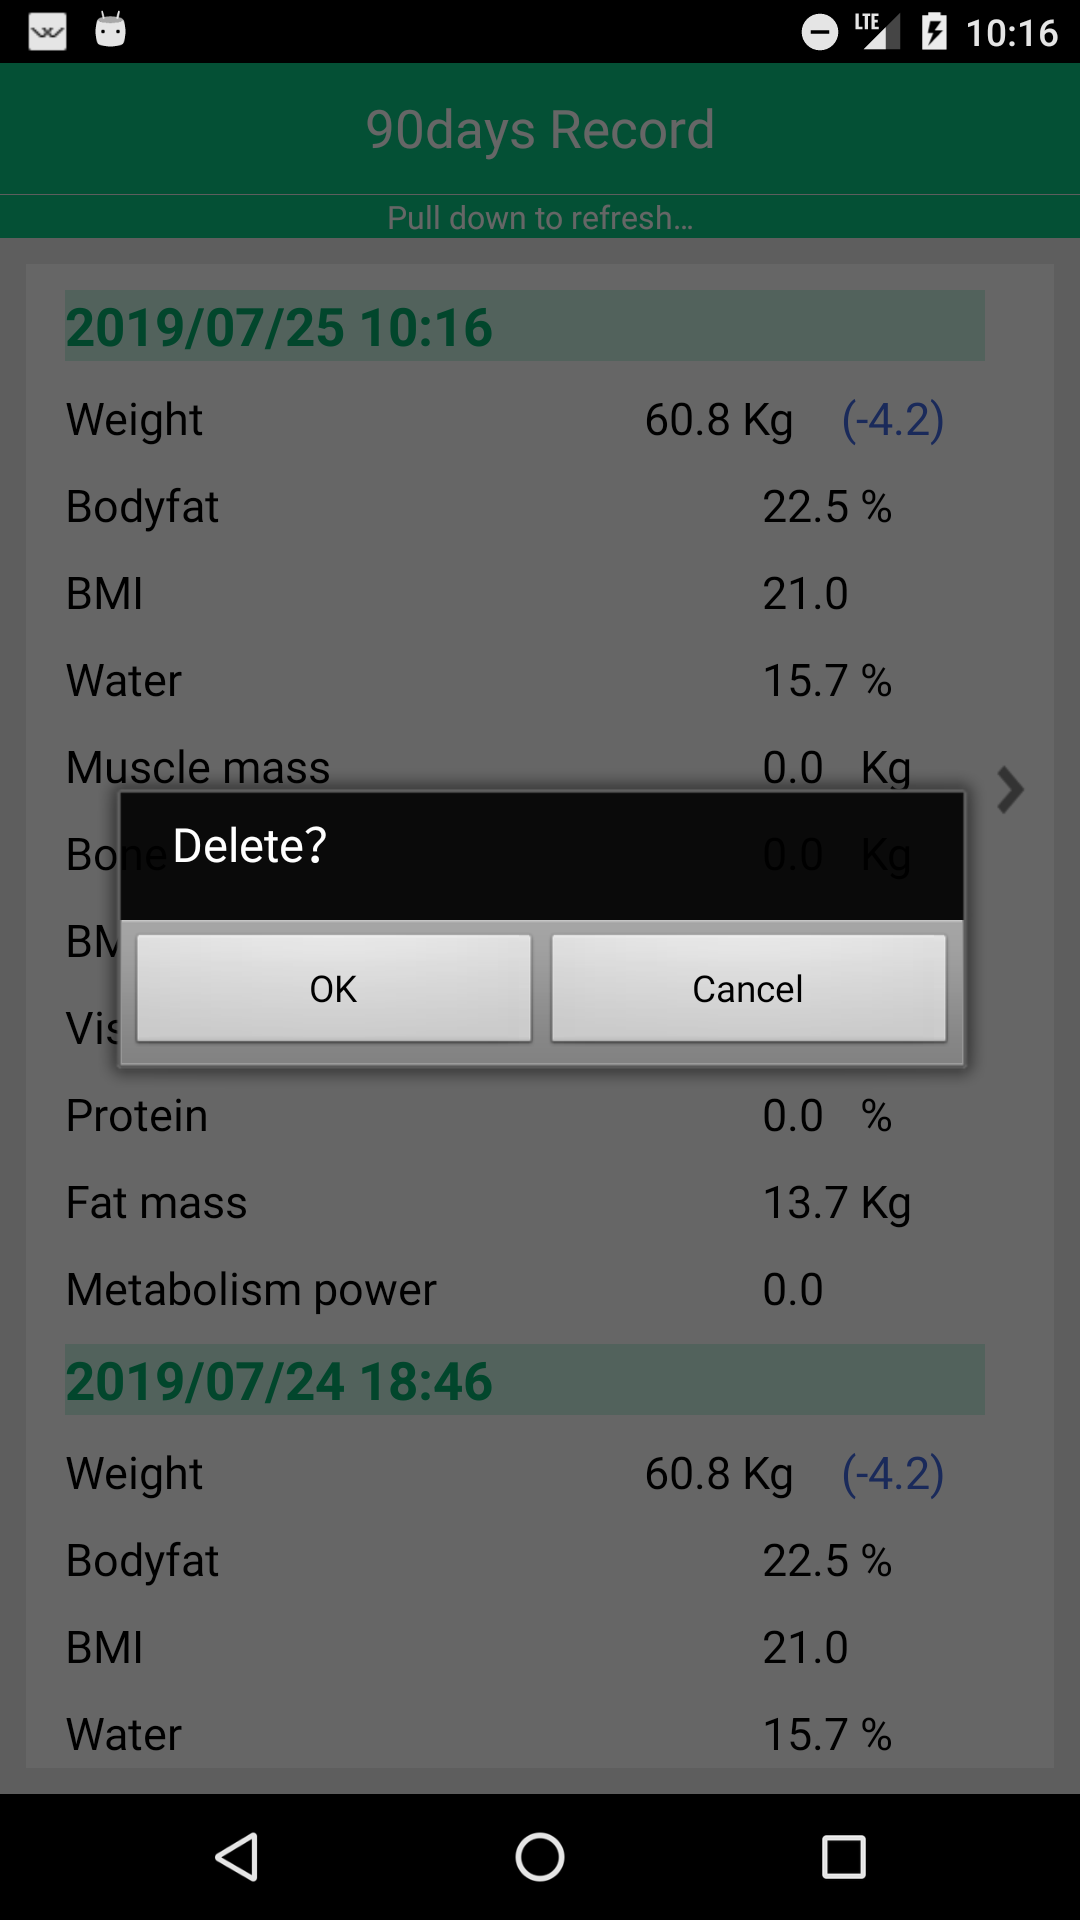 LTE 10:16
90days Record
Pull down to refresh...
2019/07/25 10:16
Weight 60.8 Kg (-4.2)
Bodyfat 22.5 %
BMI 21.0
Water 15.7 %
Muscle mass 0.0 Kg
Bone 0.0 Kg
Delete?
OK Cancel
Protein 0.0 %
Fat mass 13.7 Kg
Metabolism power 0.0
2019/07/24 18:46
Weight 60.8 Kg (-4.2)
Bodyfat 22.5 %
BMI 21.0
Water 15.7 %